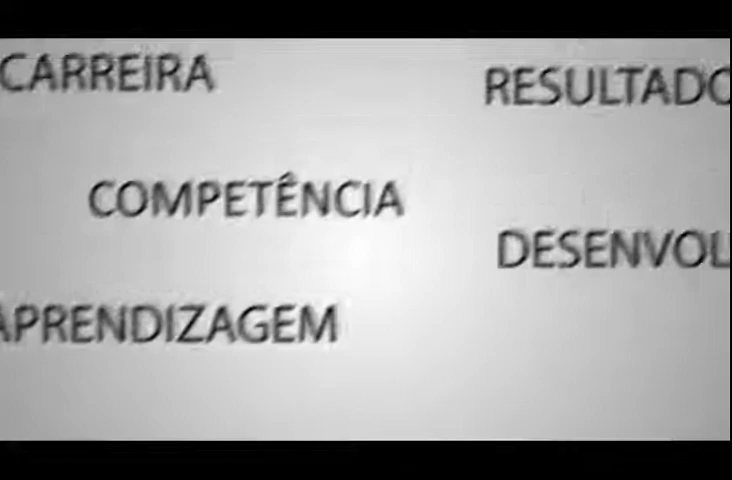 CARREIRA
RESULTADO
COMPETÊNCIA
DESENVOL
APRENDIZAGEM